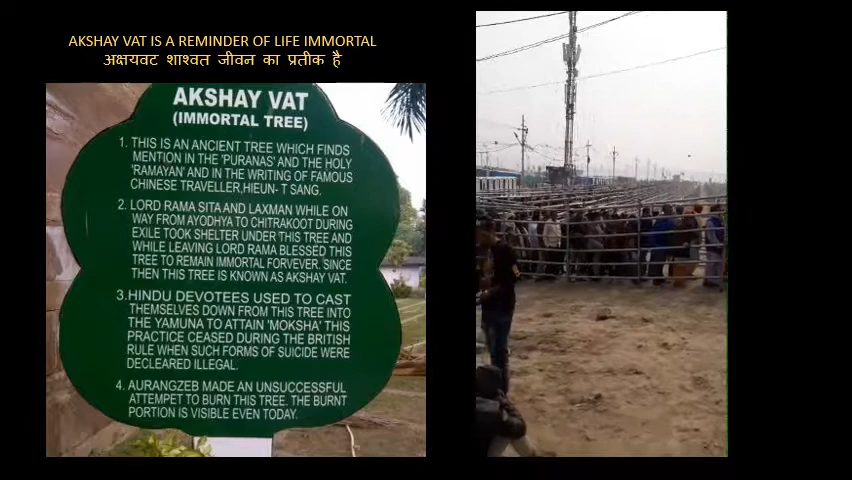 AKSHAY VAT IS A REMINDER OF LIFE IMMORTAL
अक्षयवट शाश्वत जीवन का प्रतीक है
AKSHAY VAT
(IMMORTAL TREE)
1. THIS IS AN ANCIENT TREE WHICH FINDS
MENTION IN THE 'PURANAS' AND THE HOLY
'RAMAYAN' AND IN THE WRITING OF FAMOUS
CHINESE TRAVELLER,HIEUN- T SANG.
2. LORD RAMA SITA AND LAXMAN WHILE ON
WAY FROM AYODHYA TO CHITRAKOOT DURING
EXILE TOOK SHELTER UNDER THIS TREE AND
WHILE LEAVING LORD RAMA BLESSED THIS
TREE TO REMAIN IMMORTAL FORVEVER. SINCE
THEN THIS TREE IS KNOWN AS AKSHAY VAT.
3.HINDU DEVOTEES USED TO CAST
THEMSELVES DOWN FROM THIS TREE INTO
THE YAMUNA TO ATTAIN 'MOKSHA' THIS
PRACTICE CEASED DURING THE BRITISH
RULE WHEN SUCH FORMS OF SUICIDE WERE
DECLEARED ILLEGAL.
4. AURANGZEB MADE AN UNSUCCESSFUL
ATTEMPET TO BURN THIS TREE. THE BURNT
PORTION IS VISIBLE EVEN TODAY.